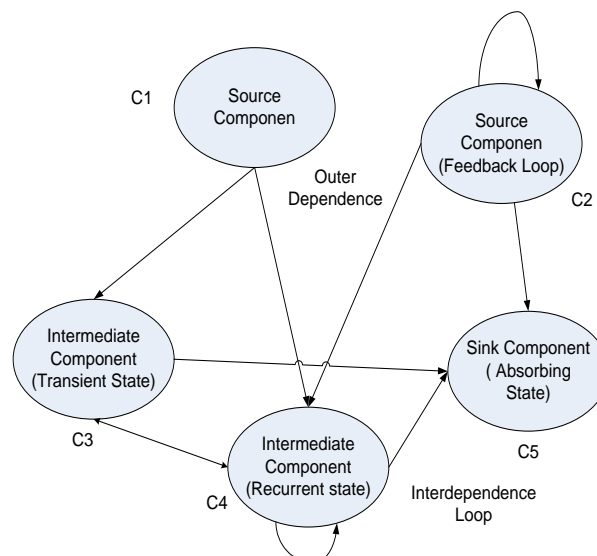 C1
Source
Componen
Source
Componen
(Feedback Loop)
C2
Outer
Dependence
Intermediate
Component
(Transient State)
C3
Sink Component
( Absorbing
State)
C5
Intermediate
Component
(Recurrent state)
C4
Interdependence
Loop